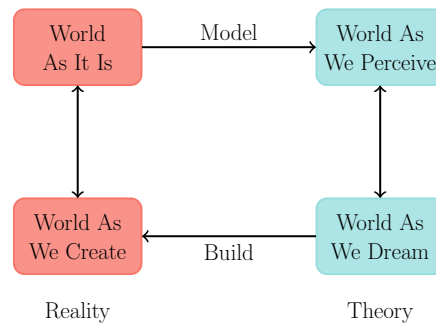 World
As It Is
Model
World As
We Perceive
World As
We Create
Build
World As
We Dream
Reality
Theory